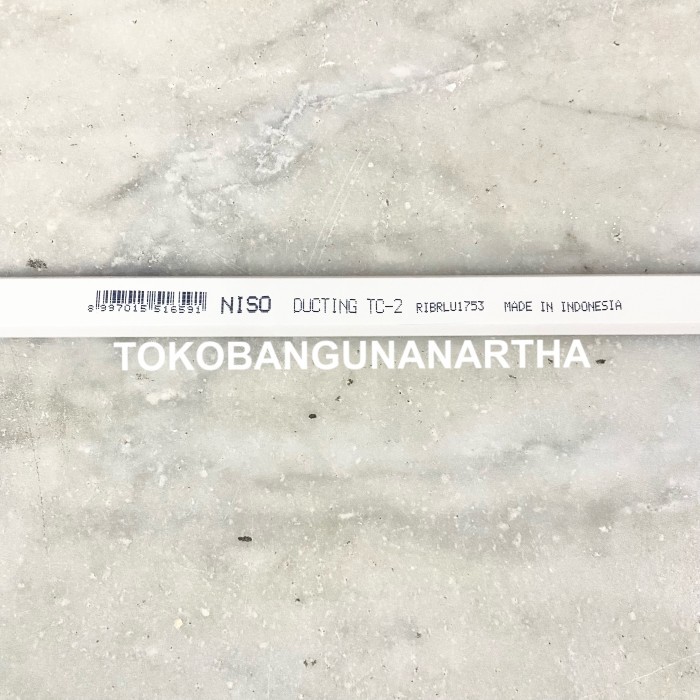 8 997015 516591 NISO DUCTING TC-2 RIBRLU1753 MADE IN INDONESIA
TOKOBANGUNANARTHA